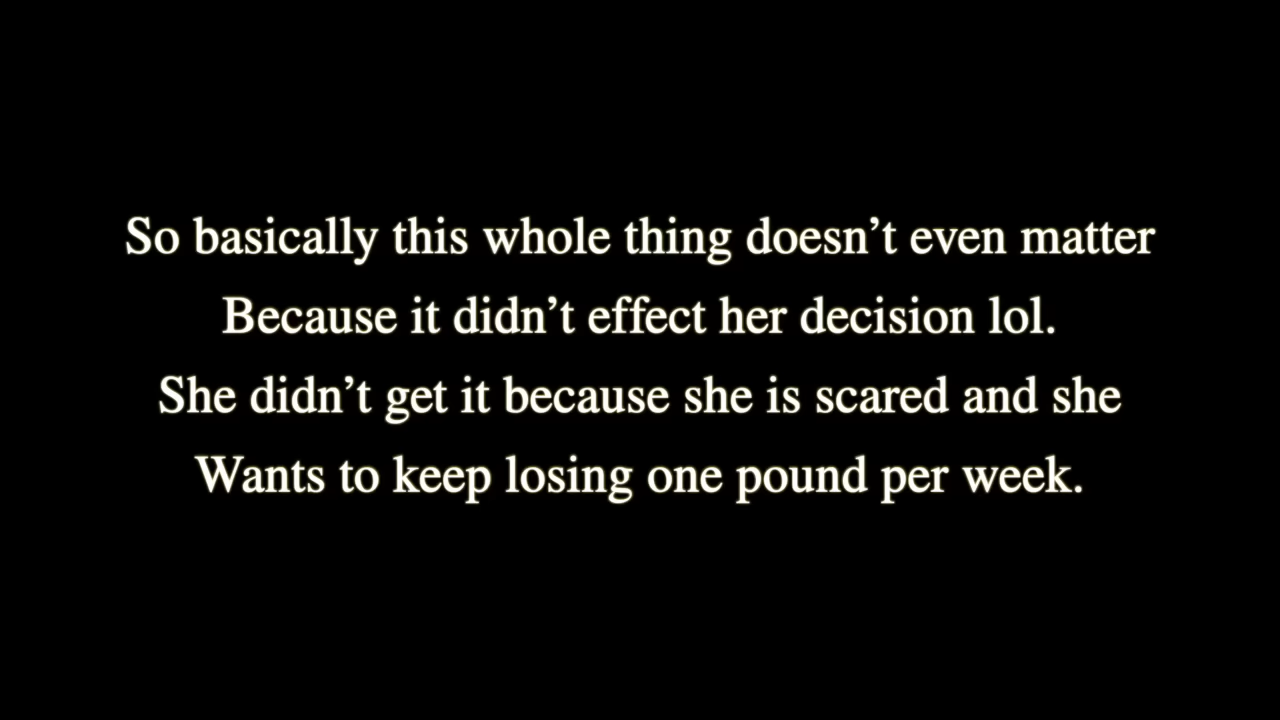 So basically this whole thing doesn’t even matter
Because it didn’t effect her decision lol.
She didn’t get it because she is scared and she
Wants to keep losing one pound per week.